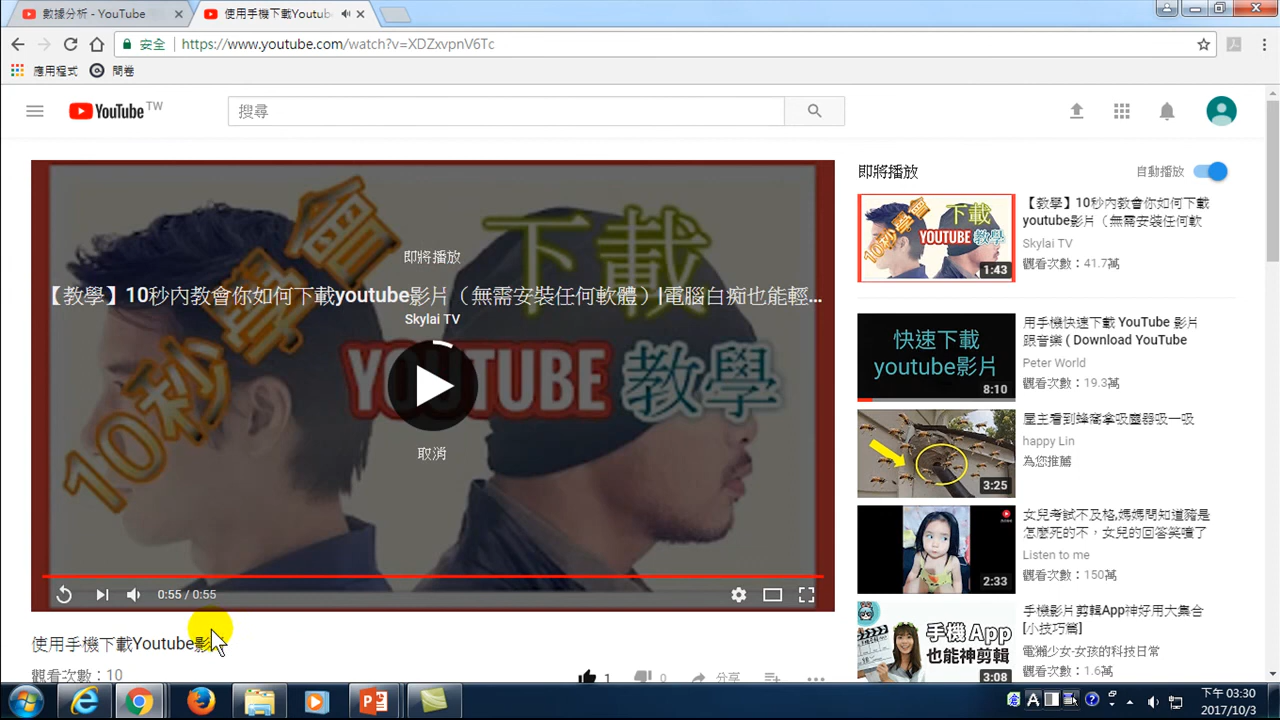 數據分析 - YouTube
使用手機下載Youtub
安全
https://www.youtube.com/watch?v=XDZxvpnV6Tc
應用程式
問卷
YouTube TW
搜尋
10秒學會
下載
YOUTUBE 教學
即將播放
【教學】10秒內教會你如何下載youtube影片（無需安裝任何軟體）|電腦白痴也能輕...
Skylai TV
取消
0:55 / 0:55
使用手機下載Youtube影
觀看次數：10
1
0
分享
即將播放
自動播放
10秒學會
下載
YOUTUBE 教學
1:43
【教學】10秒內教會你如何下載
youtube影片（無需安裝任何軟
Skylai TV
觀看次數：41.7萬
快速下載
youtube影片
8:10
用手機快速下載 YouTube 影片
跟音樂 ( Download YouTube
Peter World
觀看次數：19.3萬
3:25
屋主看到蜂窩拿吸塵器吸一吸
happy Lin
為您推薦
2:33
女兒考試不及格,媽媽問知道豬是
怎麼死的不，女兒的回答笑噴了
Listen to me
觀看次數：150萬
手機 App
也能神剪輯
3:08
手機影片剪輯App神好用大集合
[小技巧篇]
電獺少女-女孩的科技日常
觀看次數：1.6萬
下午 03:30
2017/10/3